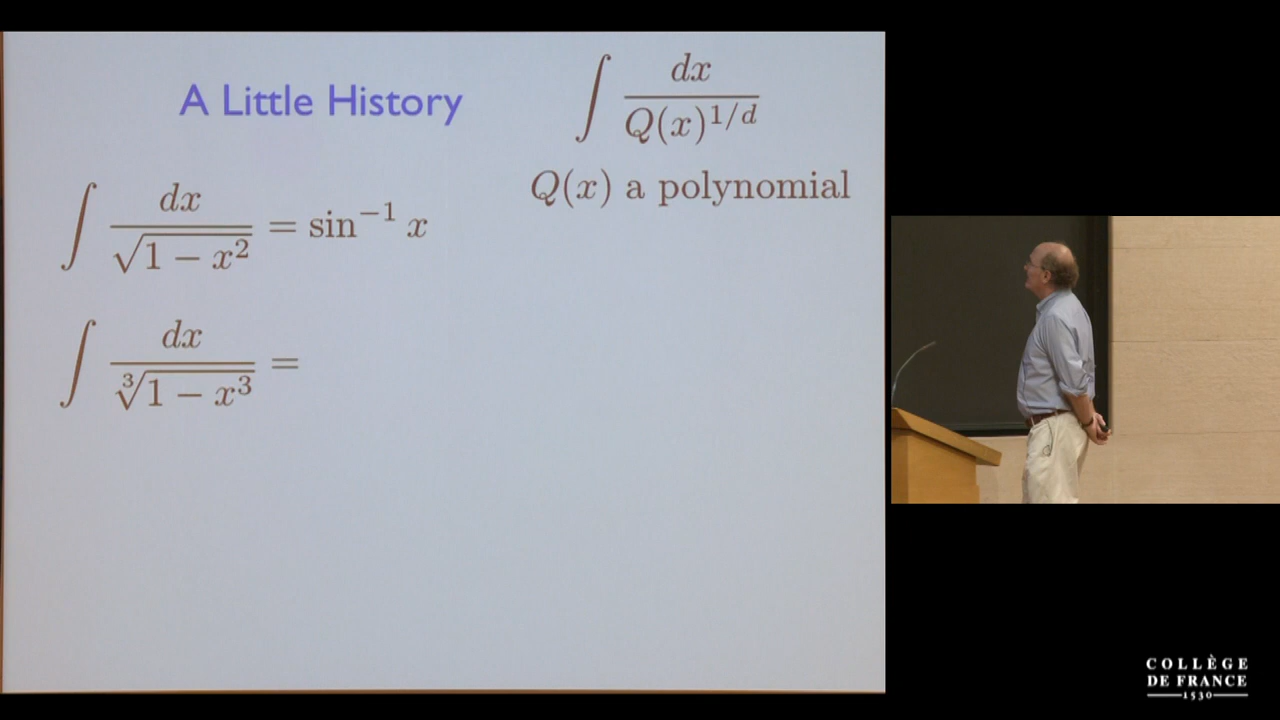 A Little History
∫ dx / Q(x)^{1/d}
Q(x) a polynomial
∫ dx / √(1 − x²) = sin⁻¹ x
∫ dx / ∛(1 − x³) =
COLLÈGE
DE FRANCE
1530